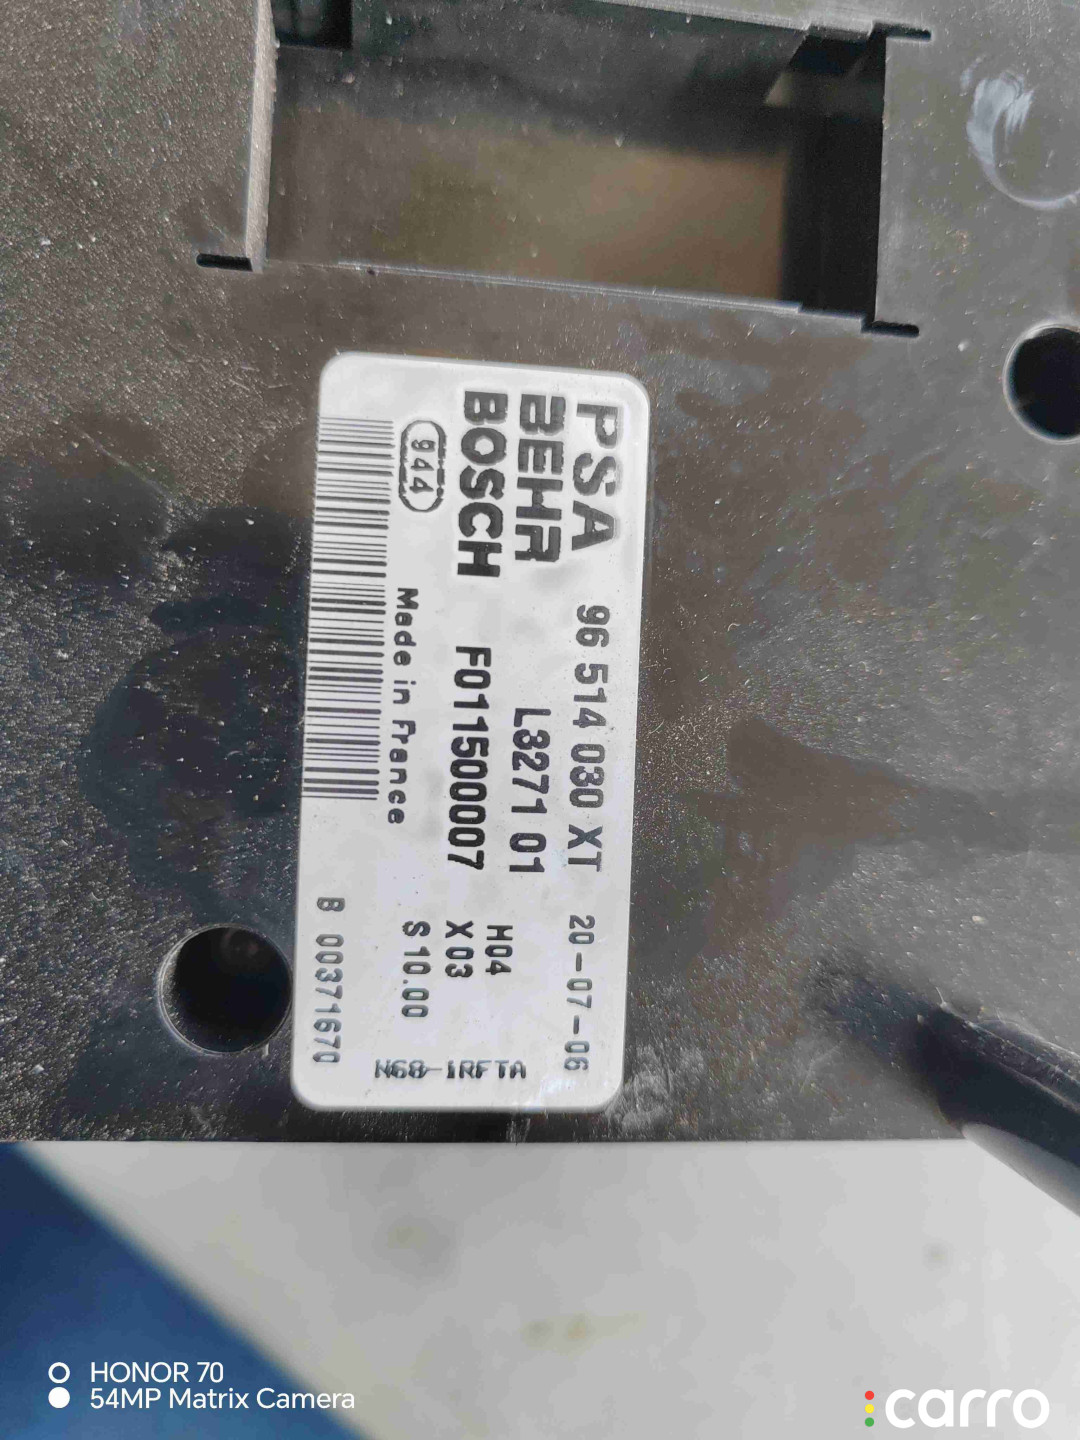 PSA 96 514 030 XT 20-07-06
BEHR L3271 01 H04
BOSCH F011500007 X03
944 Made in France S 10.00
B 00371670
N68-1RFTA
HONOR 70
54MP Matrix Camera
carro